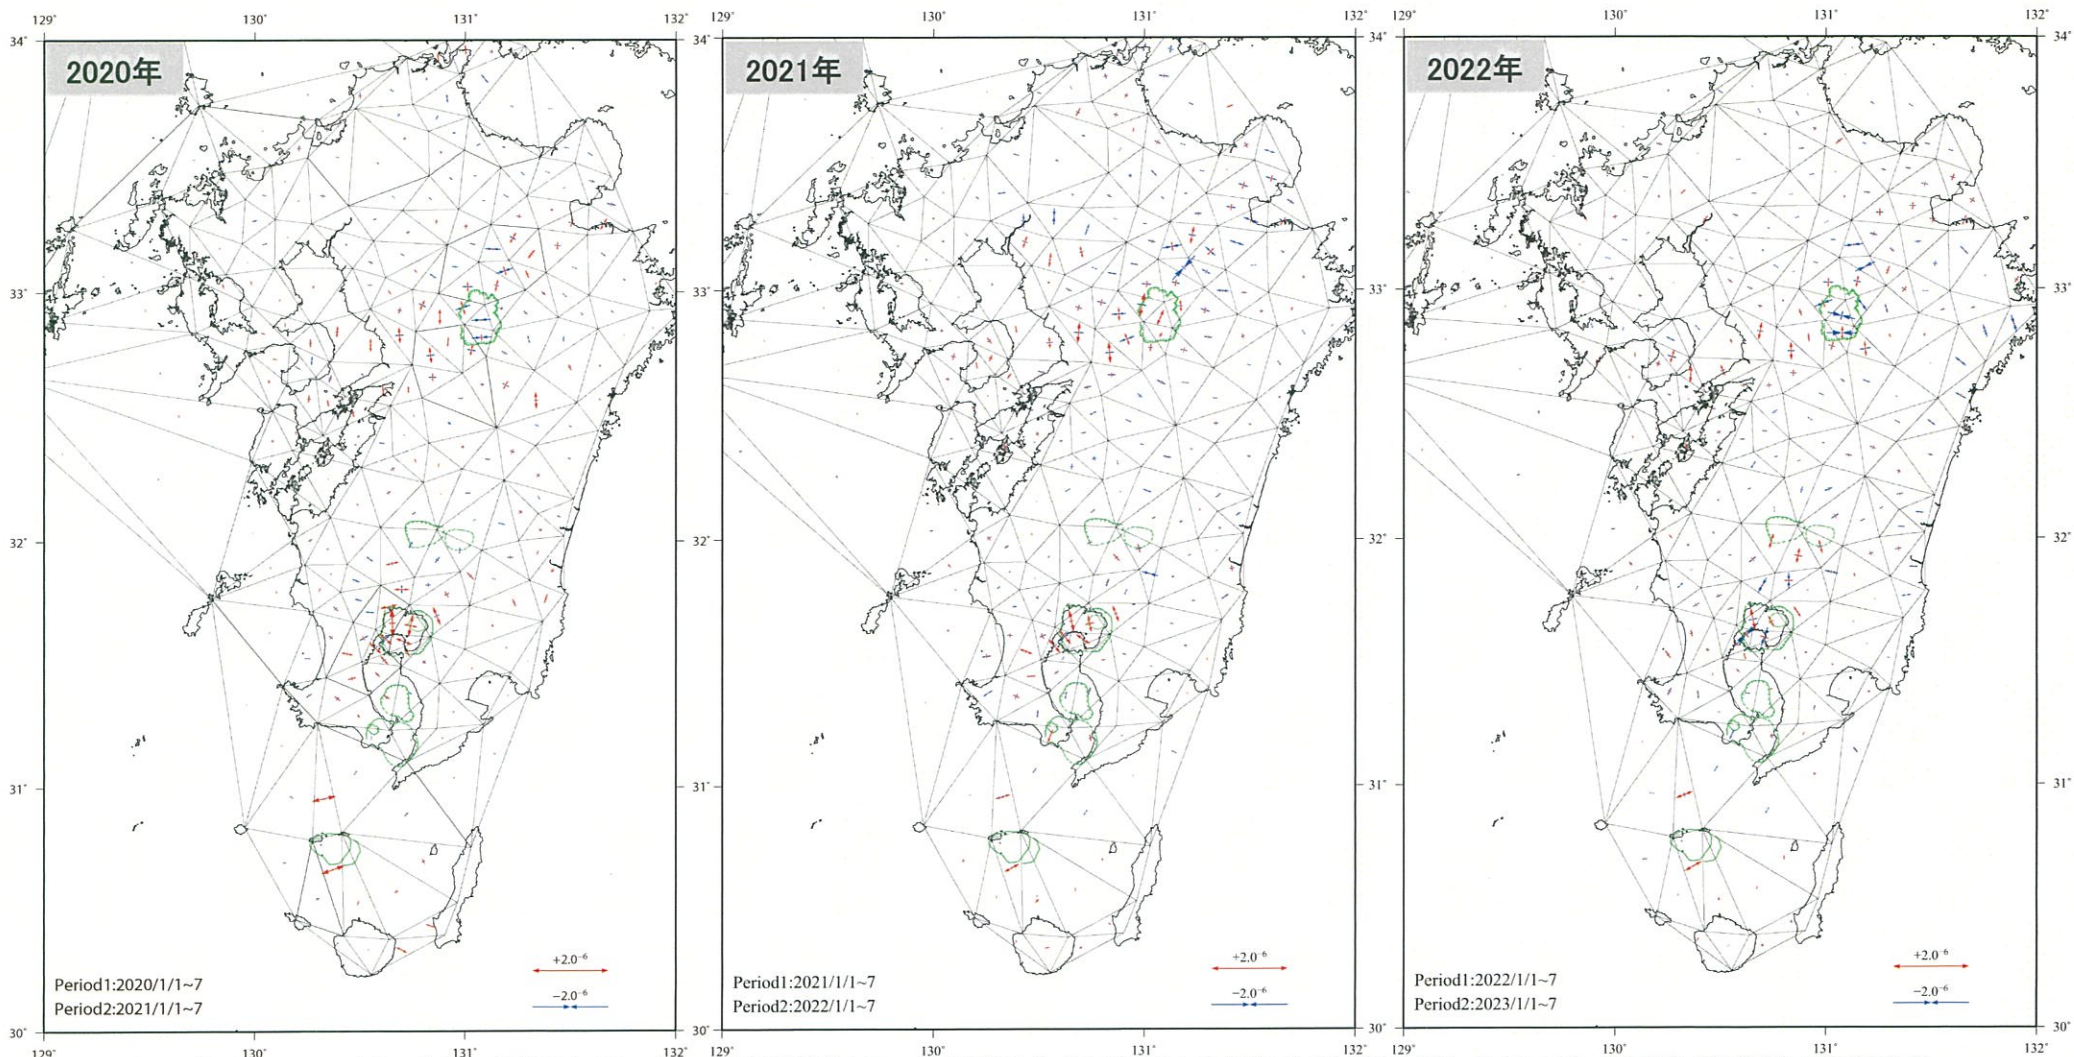 129° 130° 131° 132°
34°
2020年
33°
32°
31°
30°
+2.0⁻⁶
−2.0⁻⁶
Period1:2020/1/1~7
Period2:2021/1/1~7
129° 130° 131° 132°
129° 130° 131° 132°
34°
2021年
33°
32°
31°
30°
+2.0⁻⁶
−2.0⁻⁶
Period1:2021/1/1~7
Period2:2022/1/1~7
129° 130° 131° 132°
129° 130° 131° 132°
34° 34°
2022年
33° 33°
32° 32°
31° 31°
30° 30°
+2.0⁻⁶
−2.0⁻⁶
Period1:2022/1/1~7
Period2:2023/1/1~7
129° 130° 131° 132°